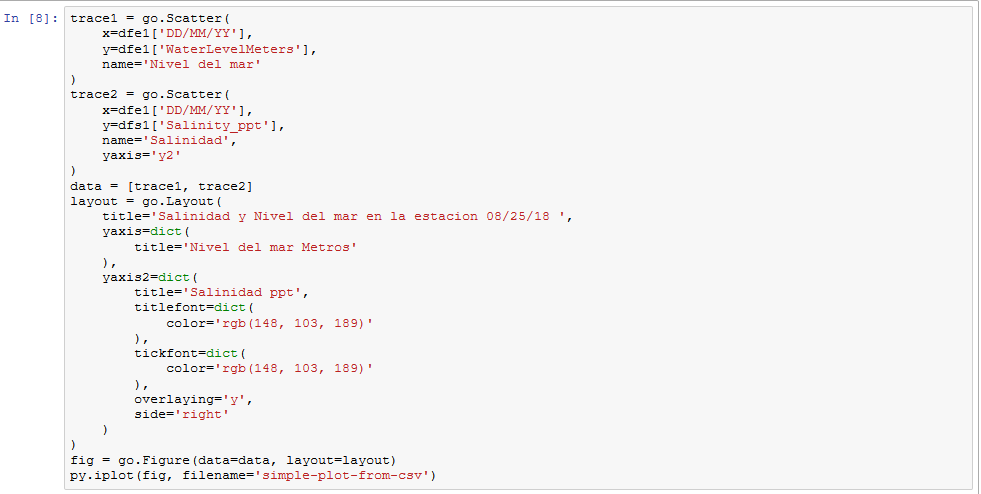 In [8]: trace1 = go.Scatter(
    x=dfe1['DD/MM/YY'],
    y=dfe1['WaterLevelMeters'],
    name='Nivel del mar'
)
trace2 = go.Scatter(
    x=dfe1['DD/MM/YY'],
    y=dfs1['Salinity_ppt'],
    name='Salinidad',
    yaxis='y2'
)
data = [trace1, trace2]
layout = go.Layout(
    title='Salinidad y Nivel del mar en la estacion 08/25/18 ',
    yaxis=dict(
        title='Nivel del mar Metros'
    ),
    yaxis2=dict(
        title='Salinidad ppt',
        titlefont=dict(
            color='rgb(148, 103, 189)'
        ),
        tickfont=dict(
            color='rgb(148, 103, 189)'
        ),
        overlaying='y',
        side='right'
    )
)
fig = go.Figure(data=data, layout=layout)
py.iplot(fig, filename='simple-plot-from-csv')